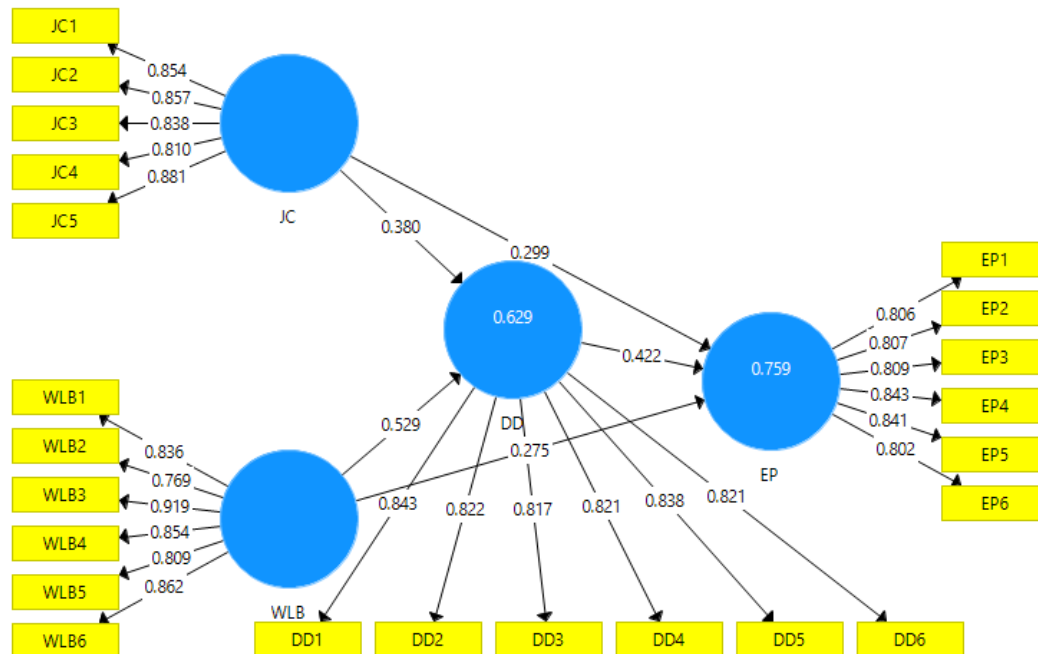 JC1
JC2
JC3
JC4
JC5
0.854
0.857
0.838
0.810
0.881
JC
0.380
0.299
0.629
DD
0.422
0.759
EP
EP1
EP2
EP3
EP4
EP5
EP6
0.806
0.807
0.809
0.843
0.841
0.802
WLB1
WLB2
WLB3
WLB4
WLB5
WLB6
0.836
0.769
0.919
0.854
0.809
0.862
WLB
0.529
0.275
0.843
0.822
0.817
0.821
0.838
0.821
DD1
DD2
DD3
DD4
DD5
DD6